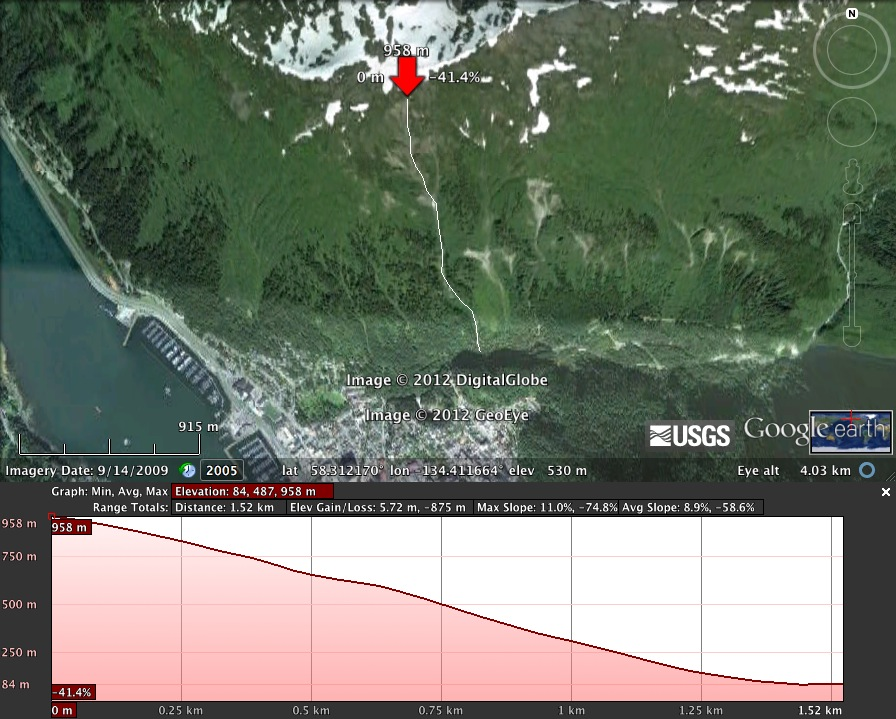 N
958 m
0 m
-41.4%
Image © 2012 DigitalGlobe
Image © 2012 GeoEye
915 m
USGS
Google earth
Imagery Date: 9/14/2009 2005 lat 58.312170° lon -134.411664° elev 530 m Eye alt 4.03 km
Graph: Min, Avg, Max Elevation: 84, 487, 958 m
Range Totals: Distance: 1.52 km Elev Gain/Loss: 5.72 m, -875 m Max Slope: 11.0%, -74.8% Avg Slope: 8.9%, -58.6%
958 m
958 m
750 m
500 m
250 m
84 m
-41.4%
0 m 0.25 km 0.5 km 0.75 km 1 km 1.25 km 1.52 km